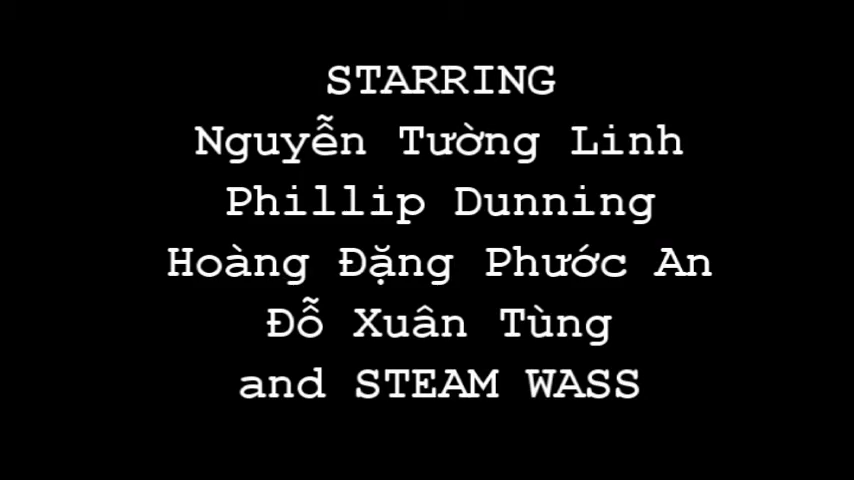 STARRING
Nguyễn Tường Linh
Phillip Dunning
Hoàng Đặng Phước An
Đỗ Xuân Tùng
and STEAM WASS